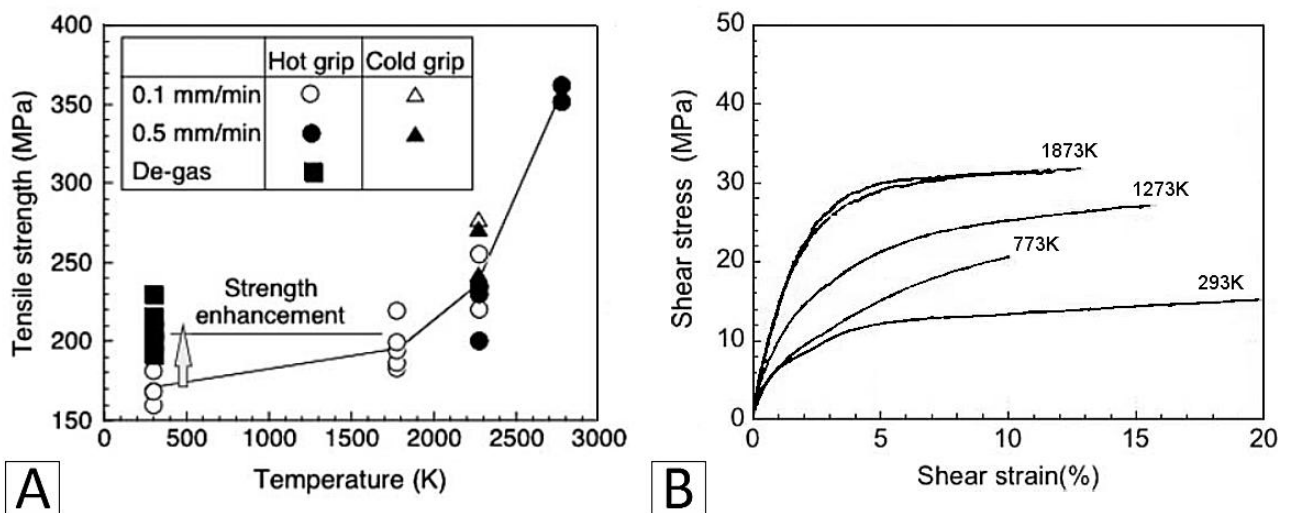 400
350
300
250
200
150
Tensile strength (MPa)
Hot grip Cold grip
0.1 mm/min
0.5 mm/min
De-gas
Strength
enhancement
0 500 1000 1500 2000 2500 3000
Temperature (K)
A
50
40
30
20
10
0
Shear stress (MPa)
1873K
1273K
773K
293K
0 5 10 15 20
Shear strain(%)
B